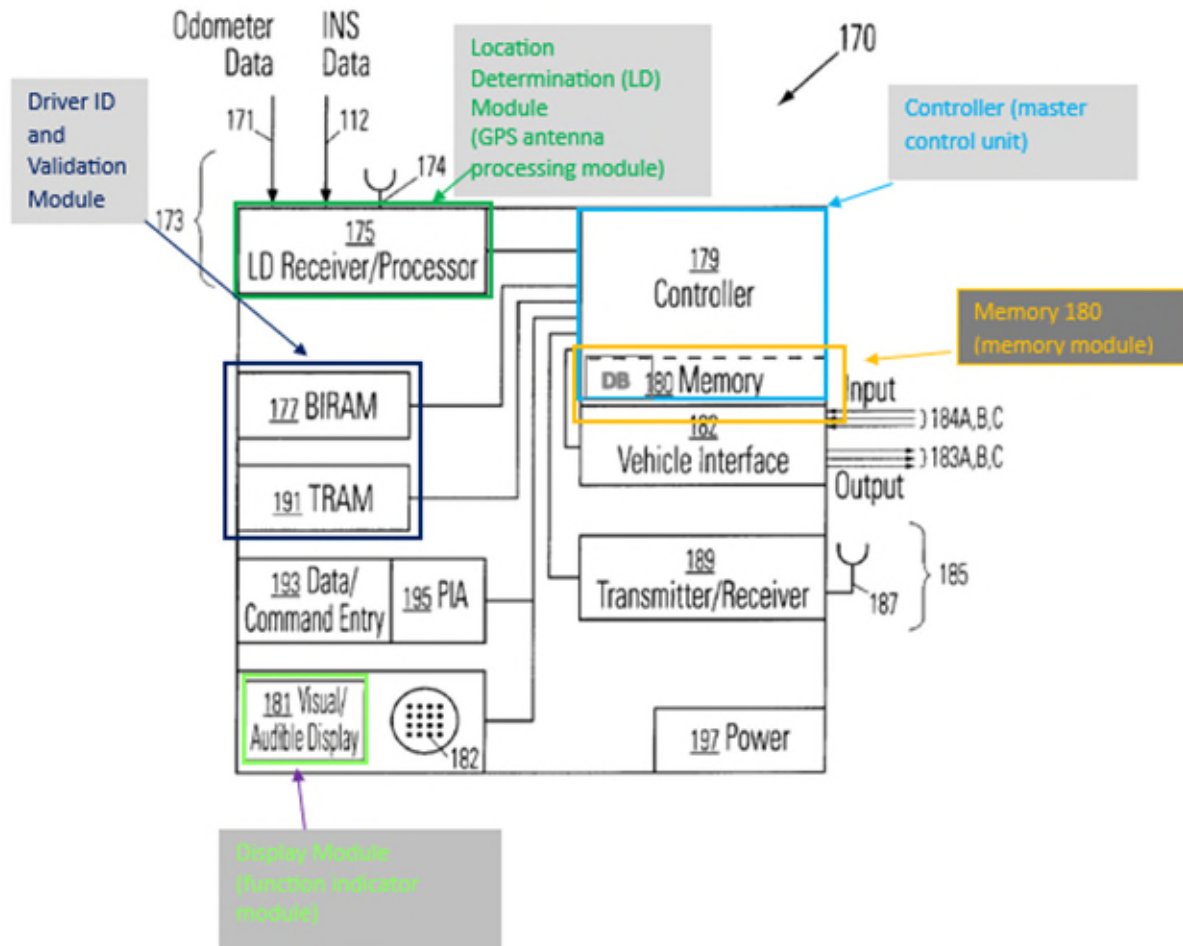 Odometer
Data
INS
Data
Location
Determination (LD)
Module
(GPS antenna
processing module)
170
Driver ID
and
Validation
Module
Controller (master
control unit)
171
112
174
173
175
LD Receiver/Processor
179
Controller
Memory 180
(memory module)
DB
180 Memory
Input
184A,B,C
177 BIRAM
182
Vehicle Interface
183A,B,C
Output
191 TRAM
189
Transmitter/Receiver
185
187
193 Data/
Command Entry
195 PIA
181 Visual/
Audible Display
182
197 Power
Display Module
(function indicator
module)